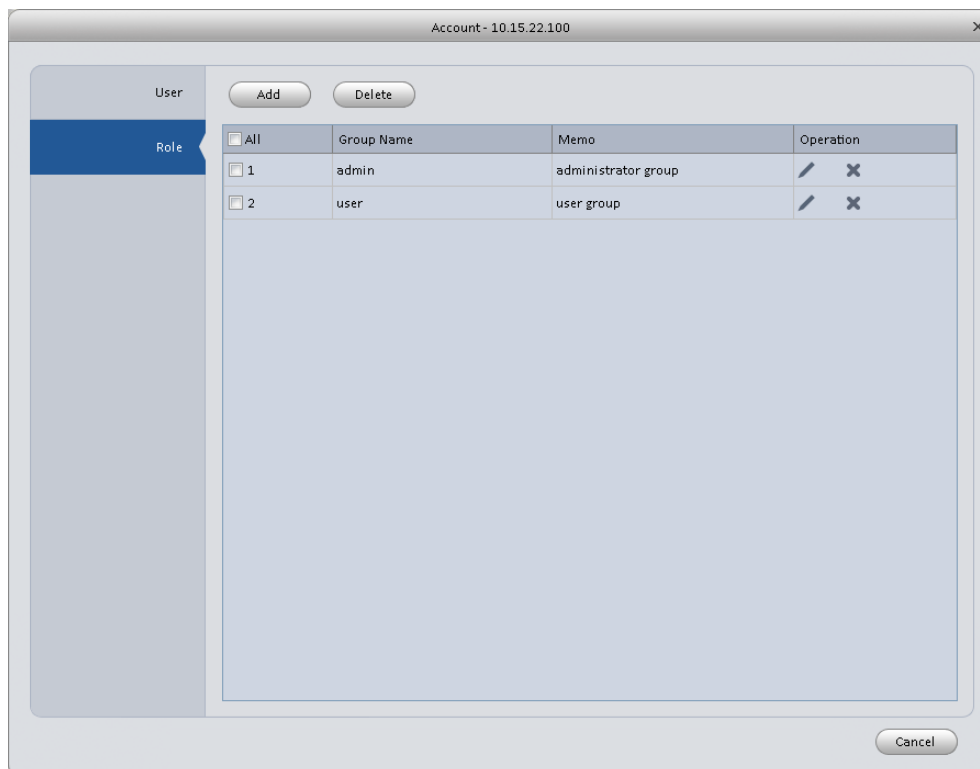 Account - 10.15.22.100
User
Role
Add Delete
All Group Name Memo Operation
1 admin administrator group
2 user user group
Cancel